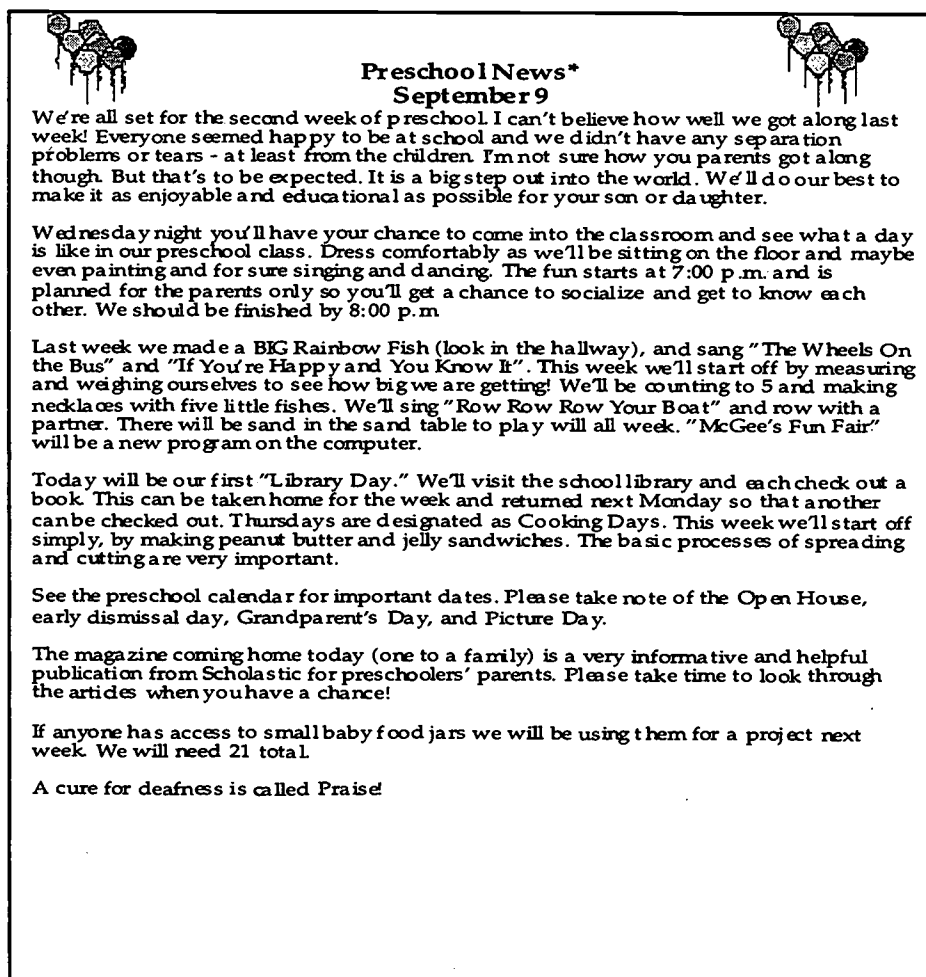 Preschool News*
September 9
We're all set for the second week of preschool. I can't believe how well we got along last
week! Everyone seemed happy to be at school and we didn't have any separation
problems or tears - at least from the children. I'm not sure how you parents got along
though. But that's to be expected. It is a big step out into the world. We'll do our best to
make it as enjoyable and educational as possible for your son or daughter.
Wednesday night you'll have your chance to come into the classroom and see what a day
is like in our preschool class. Dress comfortably as we'll be sitting on the floor and maybe
even painting and for sure singing and dancing. The fun starts at 7:00 p.m. and is
planned for the parents only so you'll get a chance to socialize and get to know each
other. We should be finished by 8:00 p.m
Last week we made a BIG Rainbow Fish (look in the hallway), and sang "The Wheels On
the Bus" and "If You're Happy and You Know It". This week we'll start off by measuring
and weighing ourselves to see how big we are getting! We'll be counting to 5 and making
necklaces with five little fishes. We'll sing "Row Row Row Your Boat" and row with a
partner. There will be sand in the sand table to play will all week. "McGee's Fun Fair"
will be a new program on the computer.
Today will be our first "Library Day." We'll visit the school library and each check out a
book. This can be taken home for the week and returned next Monday so that another
can be checked out. Thursdays are designated as Cooking Days. This week we'll start off
simply, by making peanut butter and jelly sandwiches. The basic processes of spreading
and cutting are very important.
See the preschool calendar for important dates. Please take note of the Open House,
early dismissal day, Grandparent's Day, and Picture Day.
The magazine coming home today (one to a family) is a very informative and helpful
publication from Scholastic for preschoolers' parents. Please take time to look through
the articles when you have a chance!
If anyone has access to small baby food jars we will be using them for a project next
week. We will need 21 total.
A cure for deafness is called Praise!